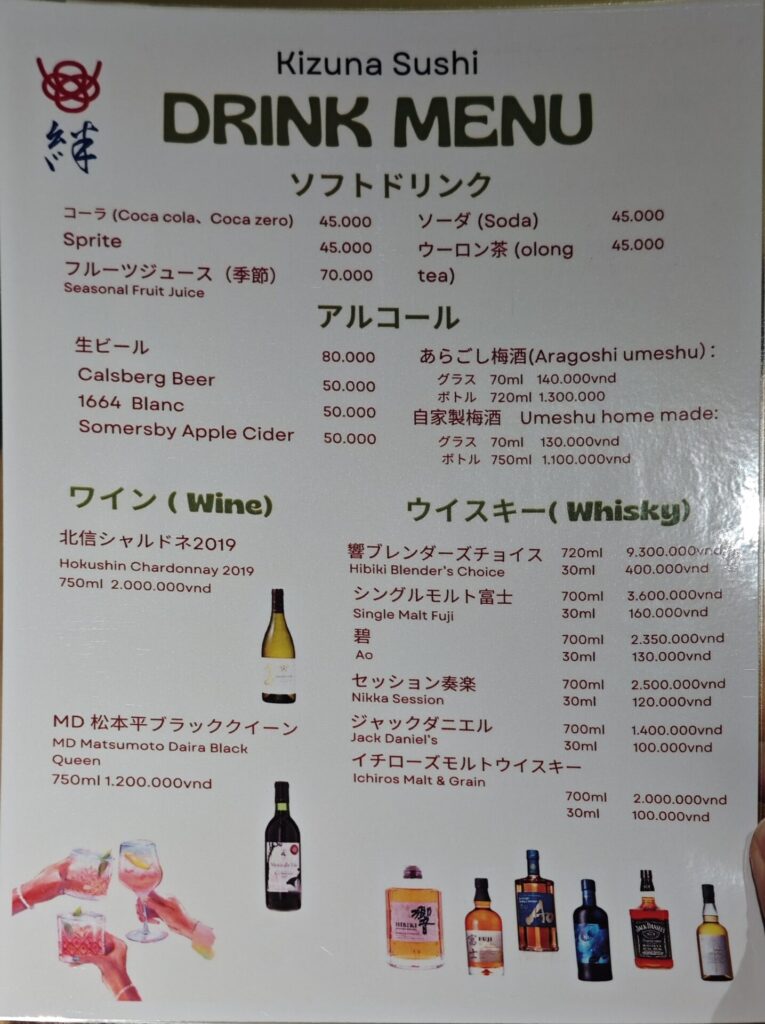 絆
Kizuna Sushi
DRINK MENU
ソフトドリンク
コーラ (Coca cola、Coca zero) 45.000
Sprite 45.000
フルーツジュース（季節） 70.000
Seasonal Fruit Juice
ソーダ (Soda) 45.000
ウーロン茶 (olong 45.000
tea)
アルコール
生ビール 80.000
Calsberg Beer 50.000
1664 Blanc 50.000
Somersby Apple Cider 50.000
あらごし梅酒(Aragoshi umeshu)：
グラス 70ml 140.000vnd
ボトル 720ml 1.300.000
自家製梅酒 Umeshu home made:
グラス 70ml 130.000vnd
ボトル 750ml 1.100.000vnd
ワイン ( Wine)
北信シャルドネ2019
Hokushin Chardonnay 2019
750ml 2.000.000vnd
MD 松本平ブラッククイーン
MD Matsumoto Daira Black
Queen
750ml 1.200.000vnd
ウイスキー( Whisky)
響ブレンダーズチョイス 720ml 9.300.000vnd
Hibiki Blender's Choice 30ml 400.000vnd
シングルモルト富士 700ml 3.600.000vnd
Single Malt Fuji 30ml 160.000vnd
碧 700ml 2.350.000vnd
Ao 30ml 130.000vnd
セッション奏楽 700ml 2.500.000vnd
Nikka Session 30ml 120.000vnd
ジャックダニエル 700ml 1.400.000vnd
Jack Daniel's 30ml 100.000vnd
イチローズモルトウイスキー
Ichiros Malt & Grain
700ml 2.000.000vnd
30ml 100.000vnd
響
HIBIKI
FUJI
Ao
JACK DANIEL'S